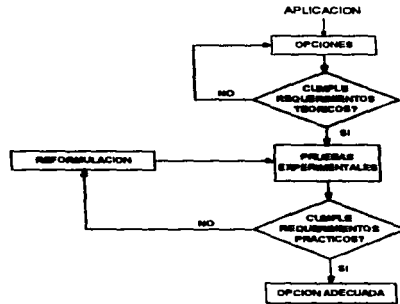 APLICACION
OPCIONES
CUMPLE
REQUERIMIENTOS
TEORICOS?
NO
SI
REFORMULACION
PRUEBAS
EXPERIMENTALES
CUMPLE
REQUERIMIENTOS
PRACTICOS?
NO
SI
OPCION ADECUADA